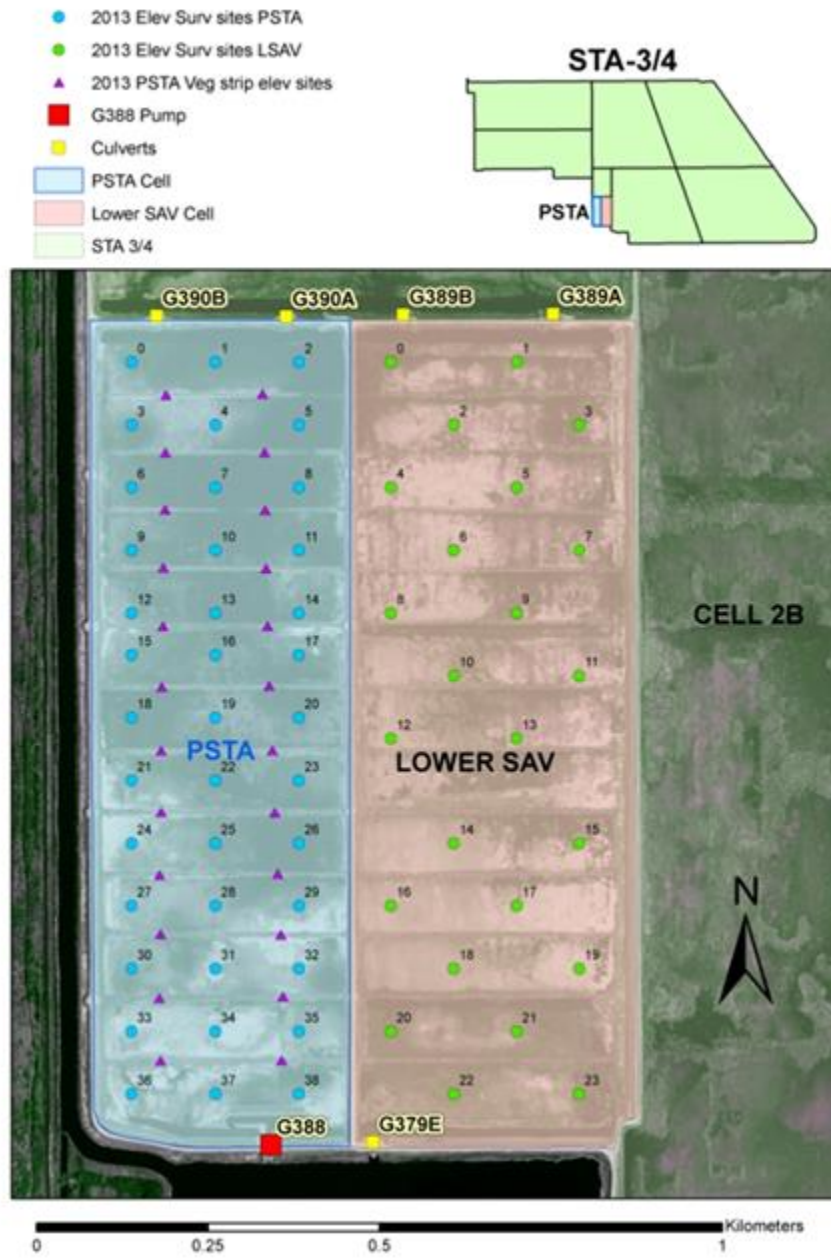 2013 Elev Surv sites PSTA
2013 Elev Surv sites LSAV
2013 PSTA Veg strip elev sites
G388 Pump
Culverts
PSTA Cell
Lower SAV Cell
STA 3/4
STA-3/4
PSTA
G390B G390A G389B G389A
0 1 2 0 1
3 4 5 2 3
6 7 8 4 5
9 10 11 6 7
12 13 14 8 9
CELL 2B
15 16 17
10 11
18 19 20
12 13
PSTA LOWER SAV
21 22 23
24 25 26 14 15
N
27 28 29 16 17
30 31 32 18 19
33 34 35 20 21
36 37 38 22 23
G388 G379E
Kilometers
0 0.25 0.5 1